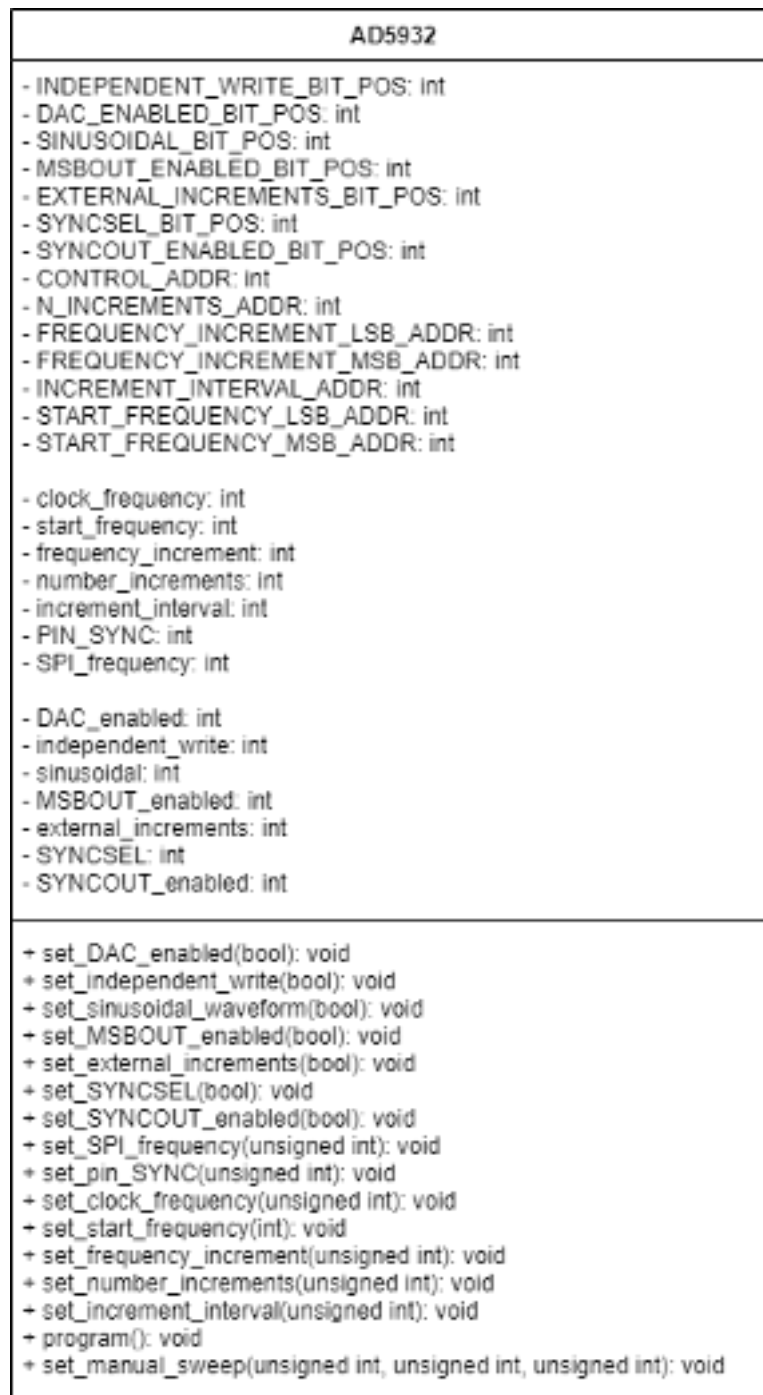 AD5932
- INDEPENDENT_WRITE_BIT_POS: int
- DAC_ENABLED_BIT_POS: int
- SINUSOIDAL_BIT_POS: int
- MSBOUT_ENABLED_BIT_POS: int
- EXTERNAL_INCREMENTS_BIT_POS: int
- SYNCSEL_BIT_POS: int
- SYNCOUT_ENABLED_BIT_POS: int
- CONTROL_ADDR: int
- N_INCREMENTS_ADDR: int
- FREQUENCY_INCREMENT_LSB_ADDR: int
- FREQUENCY_INCREMENT_MSB_ADDR: int
- INCREMENT_INTERVAL_ADDR: int
- START_FREQUENCY_LSB_ADDR: int
- START_FREQUENCY_MSB_ADDR: int
- clock_frequency: int
- start_frequency: int
- frequency_increment: int
- number_increments: int
- increment_interval: int
- PIN_SYNC: int
- SPI_frequency: int
- DAC_enabled: int
- independent_write: int
- sinusoidal: int
- MSBOUT_enabled: int
- external_increments: int
- SYNCSEL: int
- SYNCOUT_enabled: int
+ set_DAC_enabled(bool): void
+ set_independent_write(bool): void
+ set_sinusoidal_waveform(bool): void
+ set_MSBOUT_enabled(bool): void
+ set_external_increments(bool): void
+ set_SYNCSEL(bool): void
+ set_SYNCOUT_enabled(bool): void
+ set_SPI_frequency(unsigned int): void
+ set_pin_SYNC(unsigned int): void
+ set_clock_frequency(unsigned int): void
+ set_start_frequency(int): void
+ set_frequency_increment(unsigned int): void
+ set_number_increments(unsigned int): void
+ set_increment_interval(unsigned int): void
+ program(): void
+ set_manual_sweep(unsigned int, unsigned int, unsigned int): void